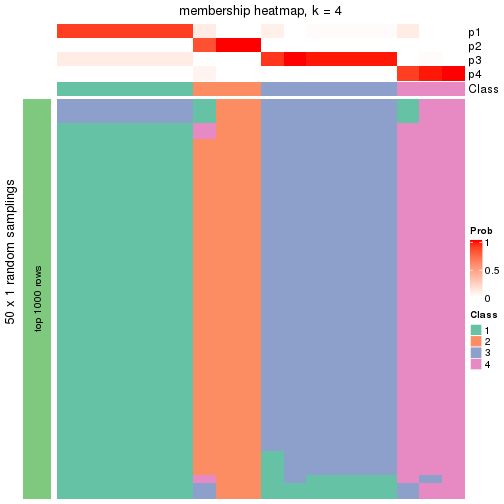 membership heatmap, k = 4
p1
p2
p3
p4
Class
50 x 1 random samplings
top 1000 rows
Prob
1
0.5
0
Class
1
2
3
4